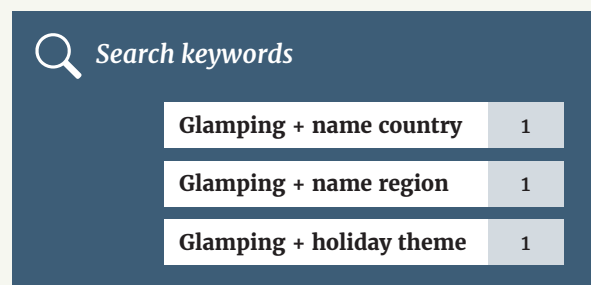 Search keywords
Glamping + name country 1
Glamping + name region 1
Glamping + holiday theme 1